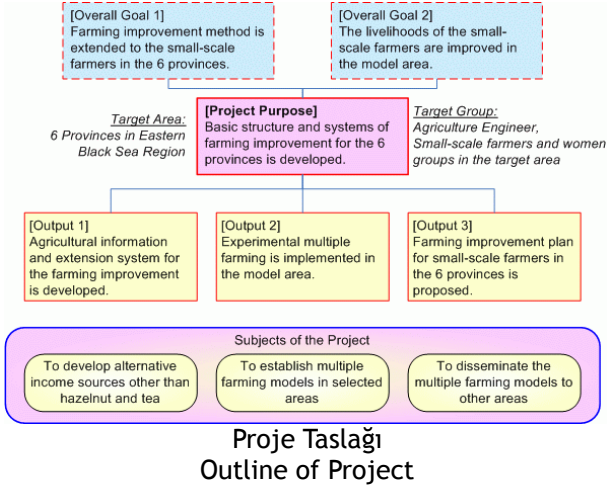 [Overall Goal 1]
Farming improvement method is
extended to the small-scale
farmers in the 6 provinces.
[Overall Goal 2]
The livelihoods of the small-
scale farmers are improved in
the model area.
Target Area:
6 Provinces in Eastern
Black Sea Region
[Project Purpose]
Basic structure and systems of
farming improvement for the 6
provinces is developed.
Target Group:
Agriculture Engineer,
Small-scale farmers and women
groups in the target area
[Output 1]
Agricultural information
and extension system for
the farming improvement
is developed.
[Output 2]
Experimental multiple
farming is implemented in
the model area.
[Output 3]
Farming improvement plan
for small-scale farmers in
the 6 provinces is
proposed.
Subjects of the Project
To develop alternative
income sources other than
hazelnut and tea
To establish multiple
farming models in selected
areas
To disseminate the
multiple farming models to
other areas
Proje Taslağı
Outline of Project